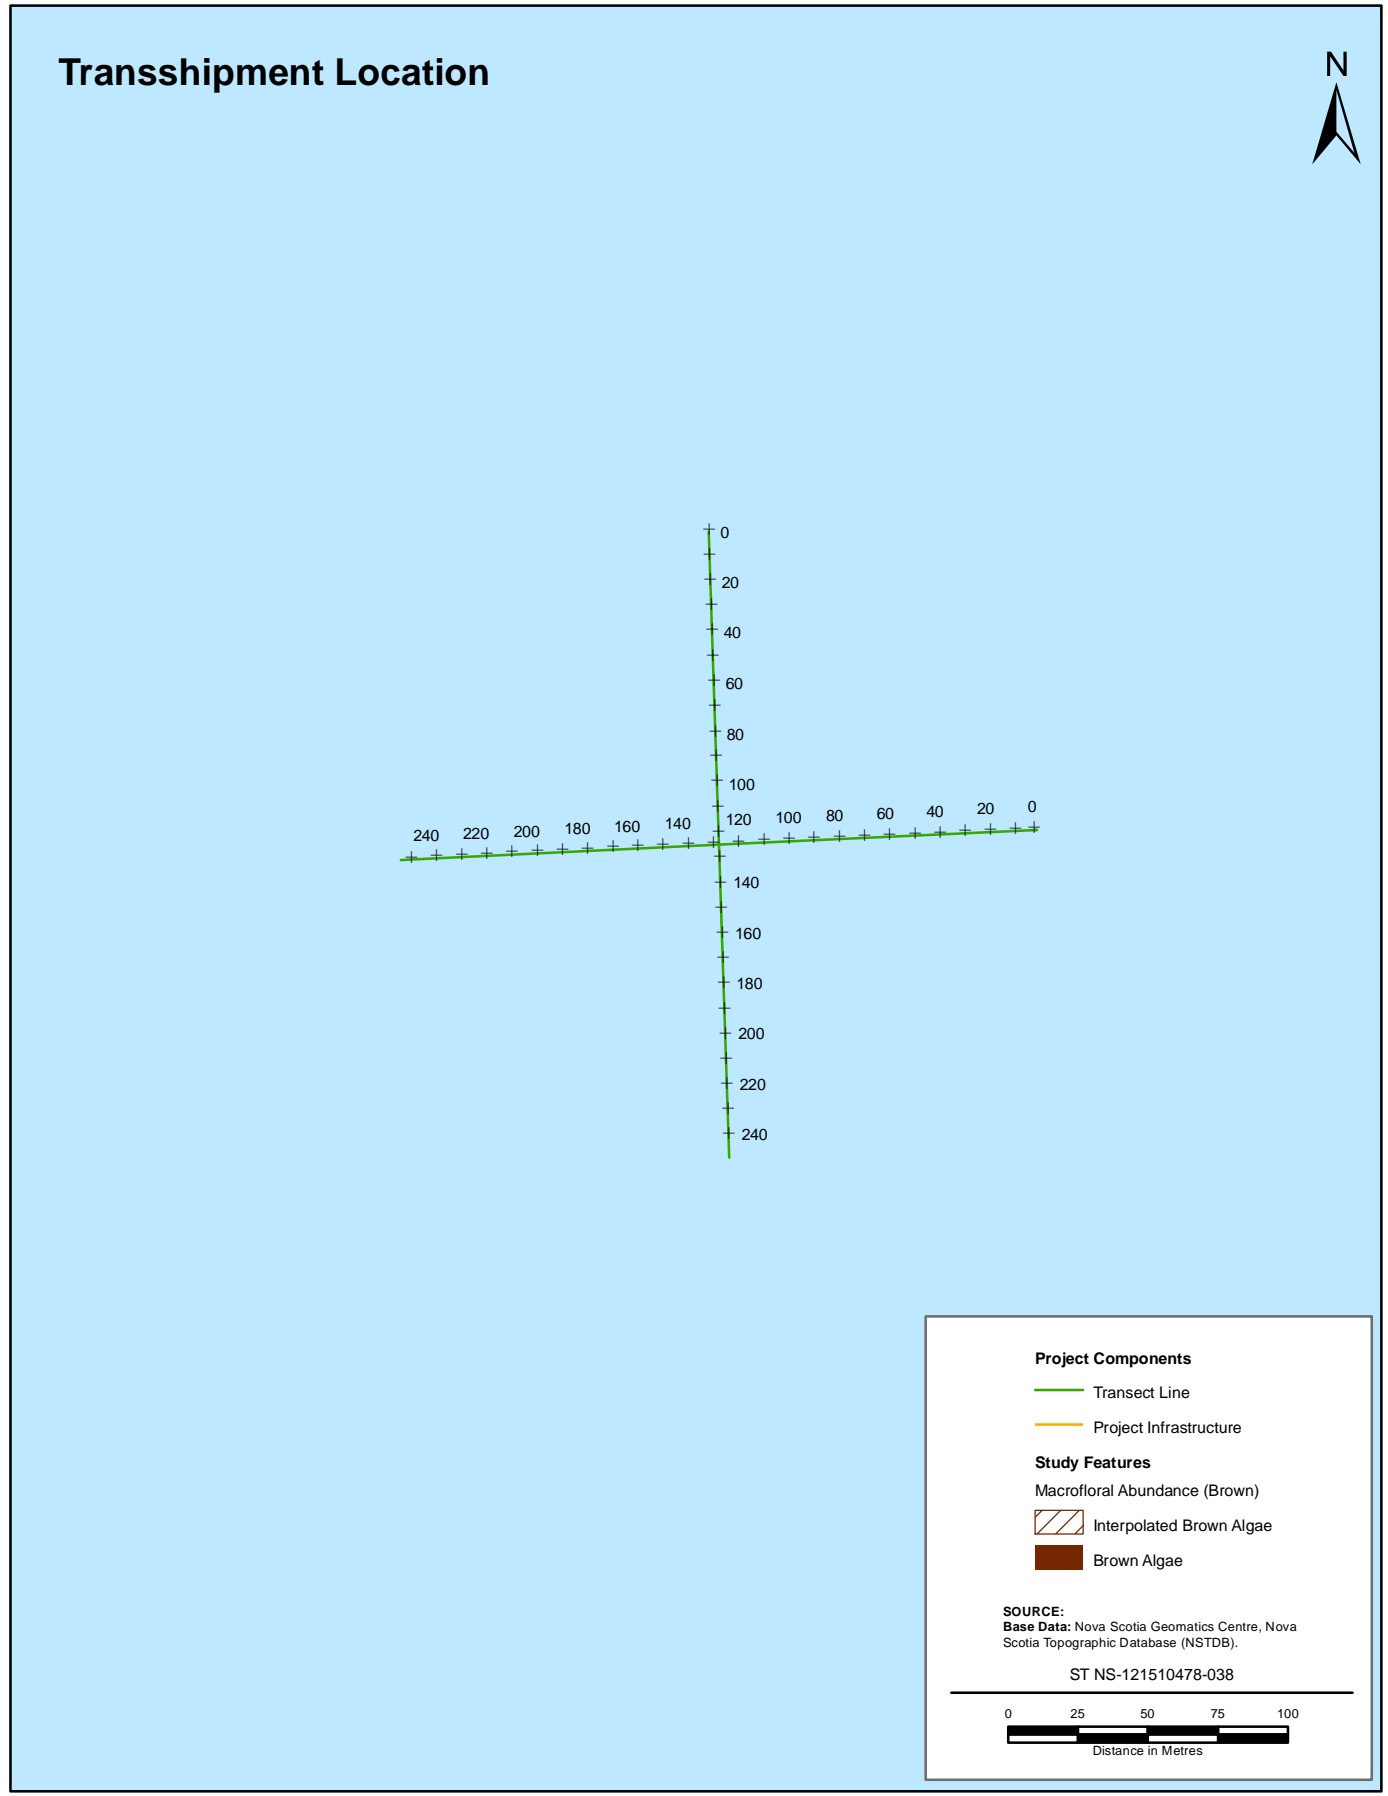 Transshipment Location
N
0
20
40
60
80
100
240 220 200 180 160 140 120 100 80 60 40 20 0
140
160
180
200
220
240
Project Components
Transect Line
Project Infrastructure
Study Features
Macrofloral Abundance (Brown)
Interpolated Brown Algae
Brown Algae
SOURCE:
Base Data: Nova Scotia Geomatics Centre, Nova
Scotia Topographic Database (NSTDB).
ST NS-121510478-038
0 25 50 75 100
Distance in Metres